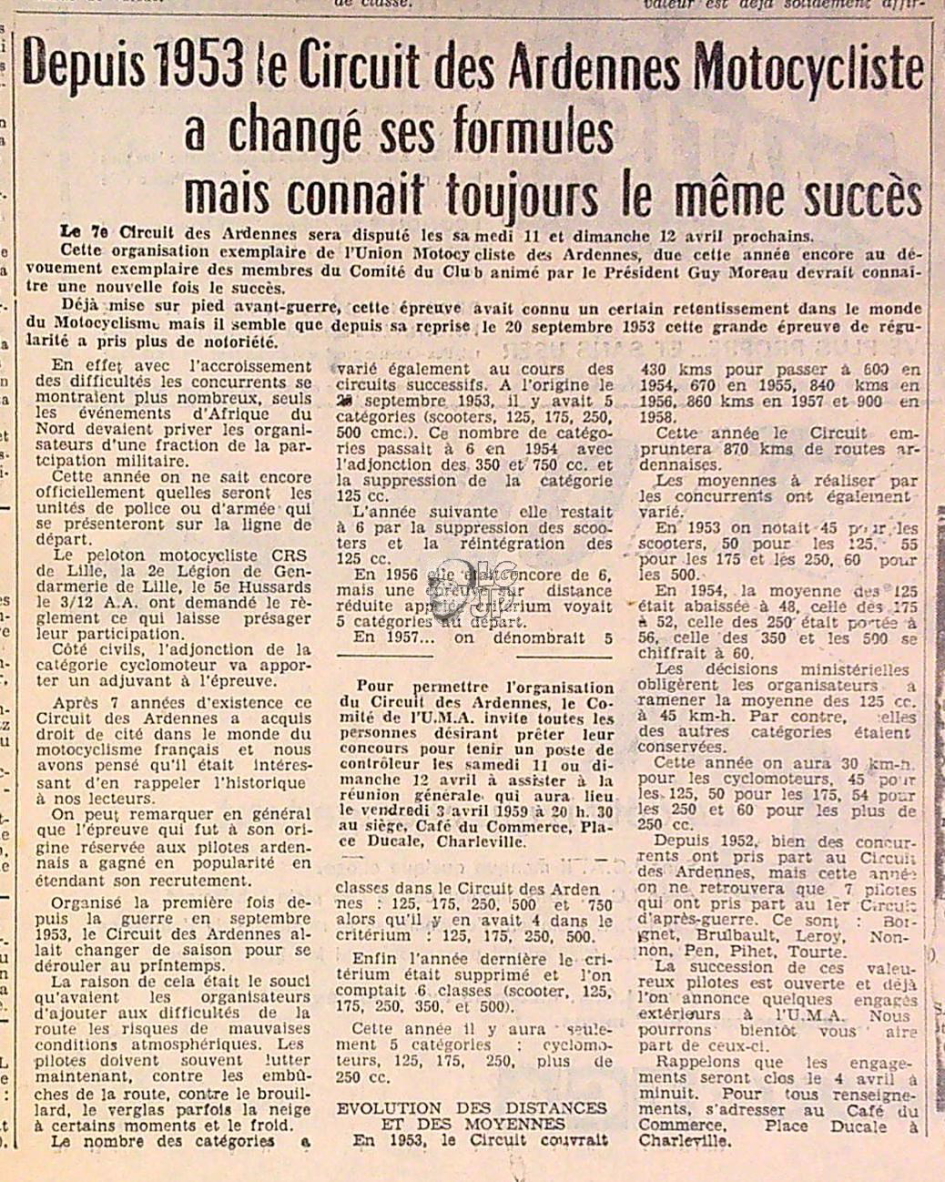 de classe.
valeur est déjà solidement affir-
Depuis 1953 le Circuit des Ardennes Motocycliste
a changé ses formules
mais connait toujours le même succès
Le 7e Circuit des Ardennes sera disputé les samedi 11 et dimanche 12 avril prochains.
Cette organisation exemplaire de l'Union Motocycliste des Ardennes, due cette année encore au dé-
vouement exemplaire des membres du Comité du Club animé par le Président Guy Moreau devrait connaî-
tre une nouvelle fois le succès.
Déjà mise sur pied avant-guerre, cette épreuve avait connu un certain retentissement dans le monde
du Motocyclisme mais il semble que depuis sa reprise le 20 septembre 1953 cette grande épreuve de régu-
larité a pris plus de notoriété.
En effet avec l'accroissement
des difficultés les concurrents se
montraient plus nombreux, seuls
les événements d'Afrique du
Nord devaient priver les organi-
sateurs d'une fraction de la par-
tcipation militaire.
Cette année on ne sait encore
officiellement quelles seront les
unités de police ou d'armée qui
se présenteront sur la ligne de
départ.
Le peloton motocycliste CRS
de Lille, la 2e Légion de Gen-
darmerie de Lille, le 5e Hussards
le 3/12 A.A. ont demandé le rè-
glement ce qui laisse présager
leur participation.
Côté civils, l'adjonction de la
catégorie cyclomoteur va appor-
ter un adjuvant à l'épreuve.
Après 7 années d'existence ce
Circuit des Ardennes a acquis
droit de cité dans le monde du
motocyclisme français et nous
avons pensé qu'il était intéres-
sant d'en rappeler l'historique
à nos lecteurs.
On peut remarquer en général
que l'épreuve qui fut à son ori-
gine réservée aux pilotes arden-
nais a gagné en popularité en
étendant son recrutement.
Organisé la première fois de-
puis la guerre en septembre
1953, le Circuit des Ardennes al-
lait changer de saison pour se
dérouler au printemps.
La raison de cela était le souci
qu'avaient les organisateurs
d'ajouter aux difficultés de la
route les risques de mauvaises
conditions atmosphériques. Les
pilotes doivent souvent lutter
maintenant, contre les embû-
ches de la route, contre le brouil-
lard, le verglas parfois la neige
à certains moments et le froid.
Le nombre des catégories a
varié également au cours des
circuits successifs. A l'origine le
septembre 1953, il y avait 5
catégories (scooters, 125, 175, 250,
500 cmc.). Ce nombre de catégo-
ries passait à 6 en 1954 avec
l'adjonction des 350 et 750 cc. et
la suppression de la catégorie
125 cc.
L'année suivante elle restait
à 6 par la suppression des scoo-
ters et la réintégration des
125 cc.
En 1956 elle était encore de 6,
mais une épreuve sur distance
réduite critérium voyait
5 catégories au départ.
En 1957... on dénombrait 5
Pour permettre l'organisation
du Circuit des Ardennes, le Co-
mité de l'U.M.A. invite toutes les
personnes désirant prêter leur
concours pour tenir un poste de
contrôleur les samedi 11 ou di-
manche 12 avril à assister à la
réunion générale qui aura lieu
le vendredi 3 avril 1959 à 20 h. 30
au siège, Café du Commerce, Pla-
ce Ducale, Charleville.
classes dans le Circuit des Arden
nes : 125, 175, 250, 500 et 750
alors qu'il y en avait 4 dans le
critérium : 125, 175, 250, 500.
Enfin l'année dernière le cri-
térium était supprimé et l'on
comptait 6 classes (scooter, 125,
175, 250, 350, et 500).
Cette année il y aura seule-
ment 5 catégories : cyclomo-
teurs, 125, 175, 250, plus de
250 cc.
EVOLUTION DES DISTANCES
ET DES MOYENNES
En 1953, le Circuit couvrait
430 kms pour passer à 600 en
1954, 670 en 1955, 840 kms en
1956, 860 kms en 1957 et 900 en
1958.
Cette année le Circuit em-
pruntera 870 kms de routes ar-
dennaises.
Les moyennes à réaliser par
les concurrents ont également
varié.
En 1953 on notait 45 pour les
scooters, 50 pour les 125, 55
pour les 175 et les 250, 60 pour
les 500.
En 1954, la moyenne des 125
était abaissée à 48, celle des 175
à 52, celle des 250 était portée à
56, celle des 350 et les 500 se
chiffrait à 60.
Les décisions ministérielles
obligèrent les organisateurs a
ramener la moyenne des 125 cc.
à 45 km-h. Par contre, celles
des autres catégories étaient
conservées.
Cette année on aura 30 km-h.
pour les cyclomoteurs, 45 pour
les 125, 50 pour les 175, 54 pour
les 250 et 60 pour les plus de
250 cc.
Depuis 1952, bien des concur-
rents ont pris part au Circuit
des Ardennes, mais cette année
on ne retrouvera que 7 pilotes
qui ont pris part au 1er Circuit
d'après-guerre. Ce sont : Boi-
gnet, Brulbault, Leroy, Non-
non, Pen, Pihet, Tourte.
La succession de ces valeu-
reux pilotes est ouverte et déjà
l'on annonce quelques engagés
extérieurs à l'U.M.A. Nous
pourrons bientôt vous aire
part de ceux-ci.
Rappelons que les engage-
ments seront clos le 4 avril à
minuit. Pour tous renseigne-
ments, s'adresser au Café du
Commerce, Place Ducale à
Charleville.